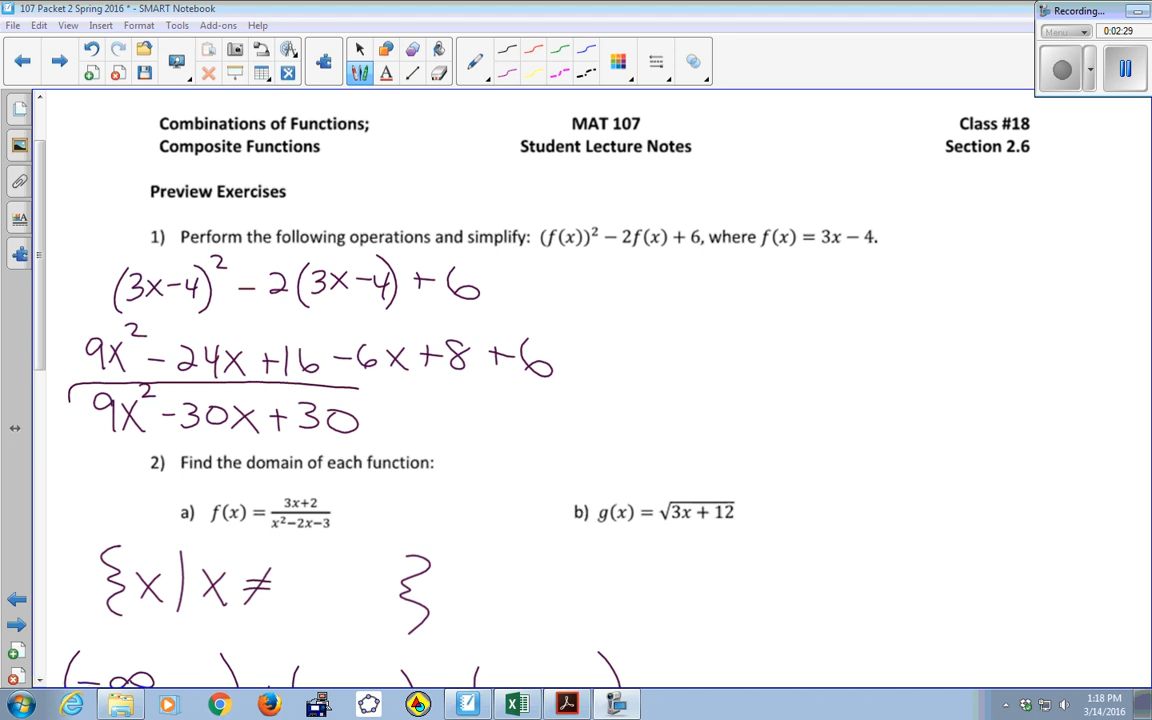 107 Packet 2 Spring 2016 * - SMART Notebook
Recording...
File Edit View Insert Format Tools Add-ons Help
Menu
0:02:29
Combinations of Functions; MAT 107 Class #18
Composite Functions Student Lecture Notes Section 2.6
Preview Exercises
1) Perform the following operations and simplify: (f(x))² − 2f(x) + 6, where f(x) = 3x − 4.
(3x-4)² - 2(3x-4) + 6
9x² - 24x + 16 - 6x + 8 + 6
9x² - 30x + 30
2) Find the domain of each function:
a) f(x) = (3x+2)/(x²−2x−3) b) g(x) = √(3x + 12)
{x|x ≠ }
(-∞ ) ( ) ( )
1:18 PM
3/14/2016